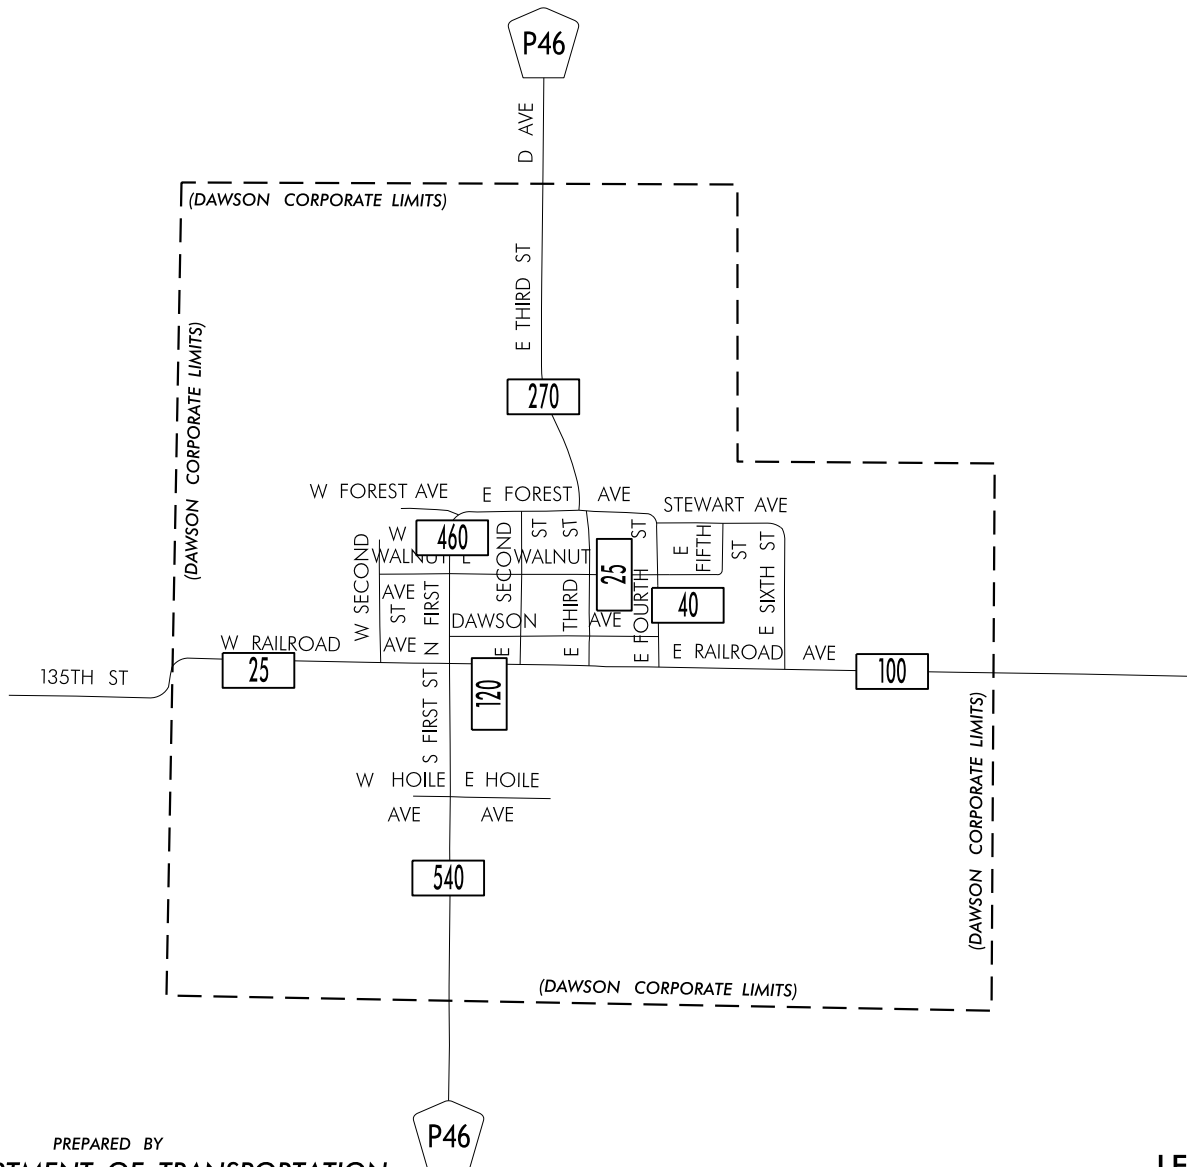 P46
D AVE
(DAWSON CORPORATE LIMITS)
E THIRD ST
(DAWSON CORPORATE LIMITS)
270
W FOREST AVE
E FOREST AVE
STEWART AVE
W WALNUT AVE
460
E WALNUT AVE
W SECOND ST
N FIRST ST
E SECOND ST
E THIRD ST
25
E FOURTH ST
E FIFTH ST
E SIXTH ST
40
DAWSON AVE
W RAILROAD AVE
E RAILROAD AVE
135TH ST
25
120
100
S FIRST ST
W HOILE AVE
E HOILE AVE
(DAWSON CORPORATE LIMITS)
540
(DAWSON CORPORATE LIMITS)
P46
PREPARED BY
OF TRANSPORTATION